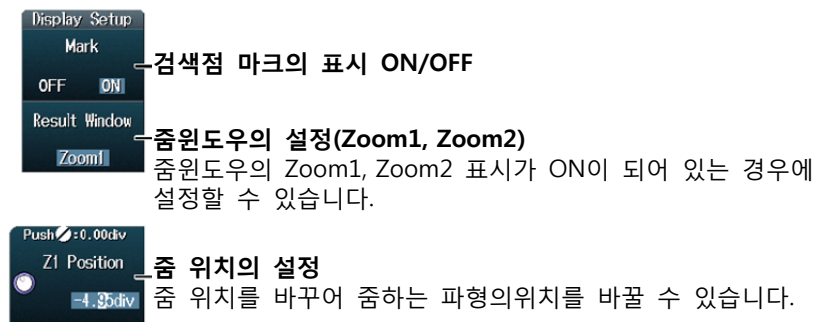 Display Setup
Mark
OFF ON
검색점 마크의 표시 ON/OFF
Result Window
Zoom1
줌윈도우의 설정(Zoom1, Zoom2)
줌윈도우의 Zoom1, Zoom2 표시가 ON이 되어 있는 경우에
설정할 수 있습니다.
Push :0.00div
Z1 Position
-4.95div
줌 위치의 설정
줌 위치를 바꾸어 줌하는 파형의위치를 바꿀 수 있습니다.